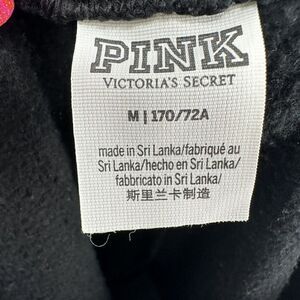 PINK
VICTORIA'S SECRET
M | 170/72A
made in Sri Lanka/fabriqué au
Sri Lanka/hecho en Sri Lanka/
fabbricato in Sri Lanka/
斯里兰卡制造